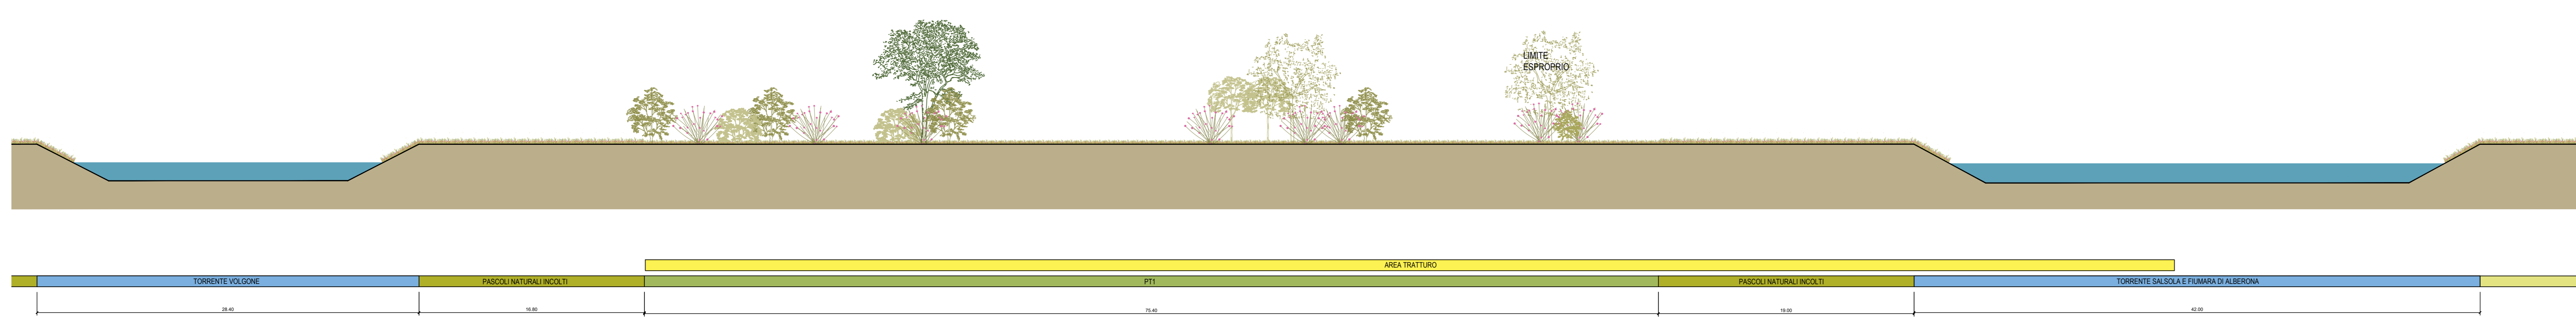 LIMITE
ESPROPRIO
AREA TRATTURO
TORRENTE VOLGONE
PASCOLI NATURALI INCOLTI
PT1
PASCOLI NATURALI INCOLTI
TORRENTE SALSOLA E FIUMARA DI ALBERONA
28.40
16.80
75.40
19.00
42.00